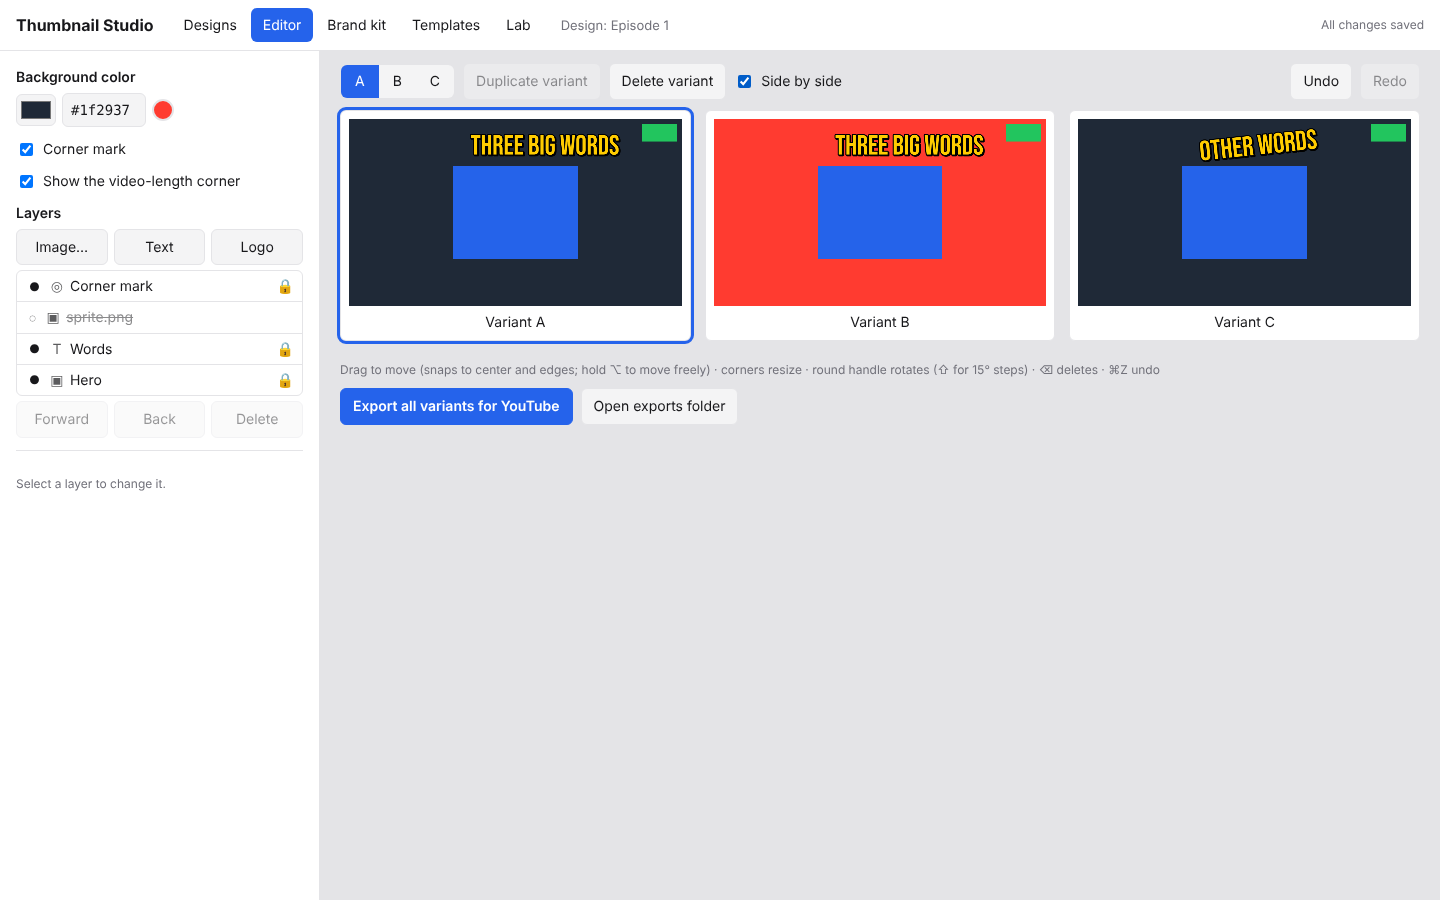 Thumbnail Studio Designs Editor Brand kit Templates Lab Design: Episode 1 All changes saved
Background color
#1f2937
Corner mark
Show the video-length corner
Layers
Image... Text Logo
Corner mark
sprite.png
T Words
Hero
Forward Back Delete
Select a layer to change it.
A B C Duplicate variant Delete variant Side by side Undo Redo
THREE BIG WORDS
Variant A
THREE BIG WORDS
Variant B
OTHER WORDS
Variant C
Drag to move (snaps to center and edges; hold ⌥ to move freely) · corners resize · round handle rotates (⇧ for 15° steps) · ⌫ deletes · ⌘Z undo
Export all variants for YouTube Open exports folder